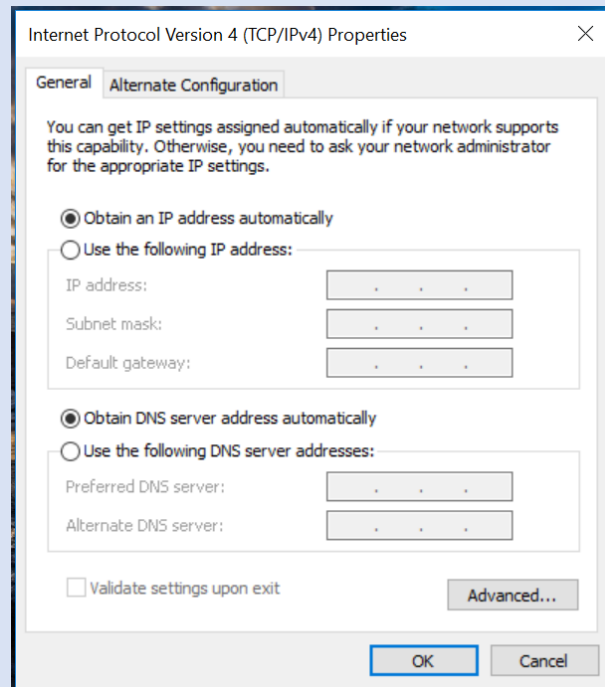 Internet Protocol Version 4 (TCP/IPv4) Properties
General
Alternate Configuration
You can get IP settings assigned automatically if your network supports
this capability. Otherwise, you need to ask your network administrator
for the appropriate IP settings.
Obtain an IP address automatically
Use the following IP address:
IP address:
Subnet mask:
Default gateway:
Obtain DNS server address automatically
Use the following DNS server addresses:
Preferred DNS server:
Alternate DNS server:
Validate settings upon exit
Advanced...
OK
Cancel